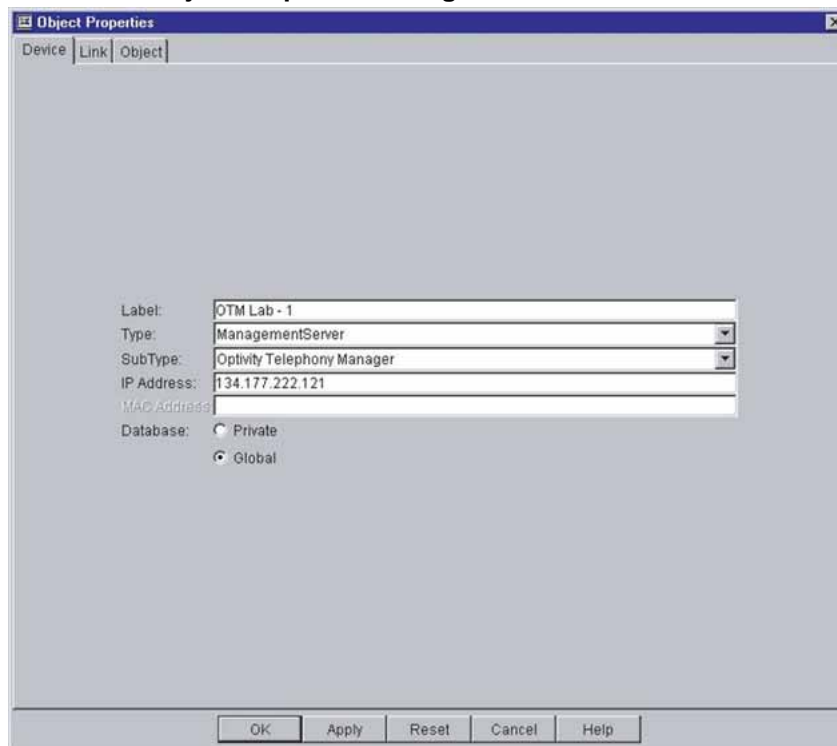 Object Properties
Device Link Object
Label: OTM Lab - 1
Type: ManagementServer
SubType: Optivity Telephony Manager
IP Address: 134.177.222.121
MAC Address
Database: Private
Global
OK Apply Reset Cancel Help